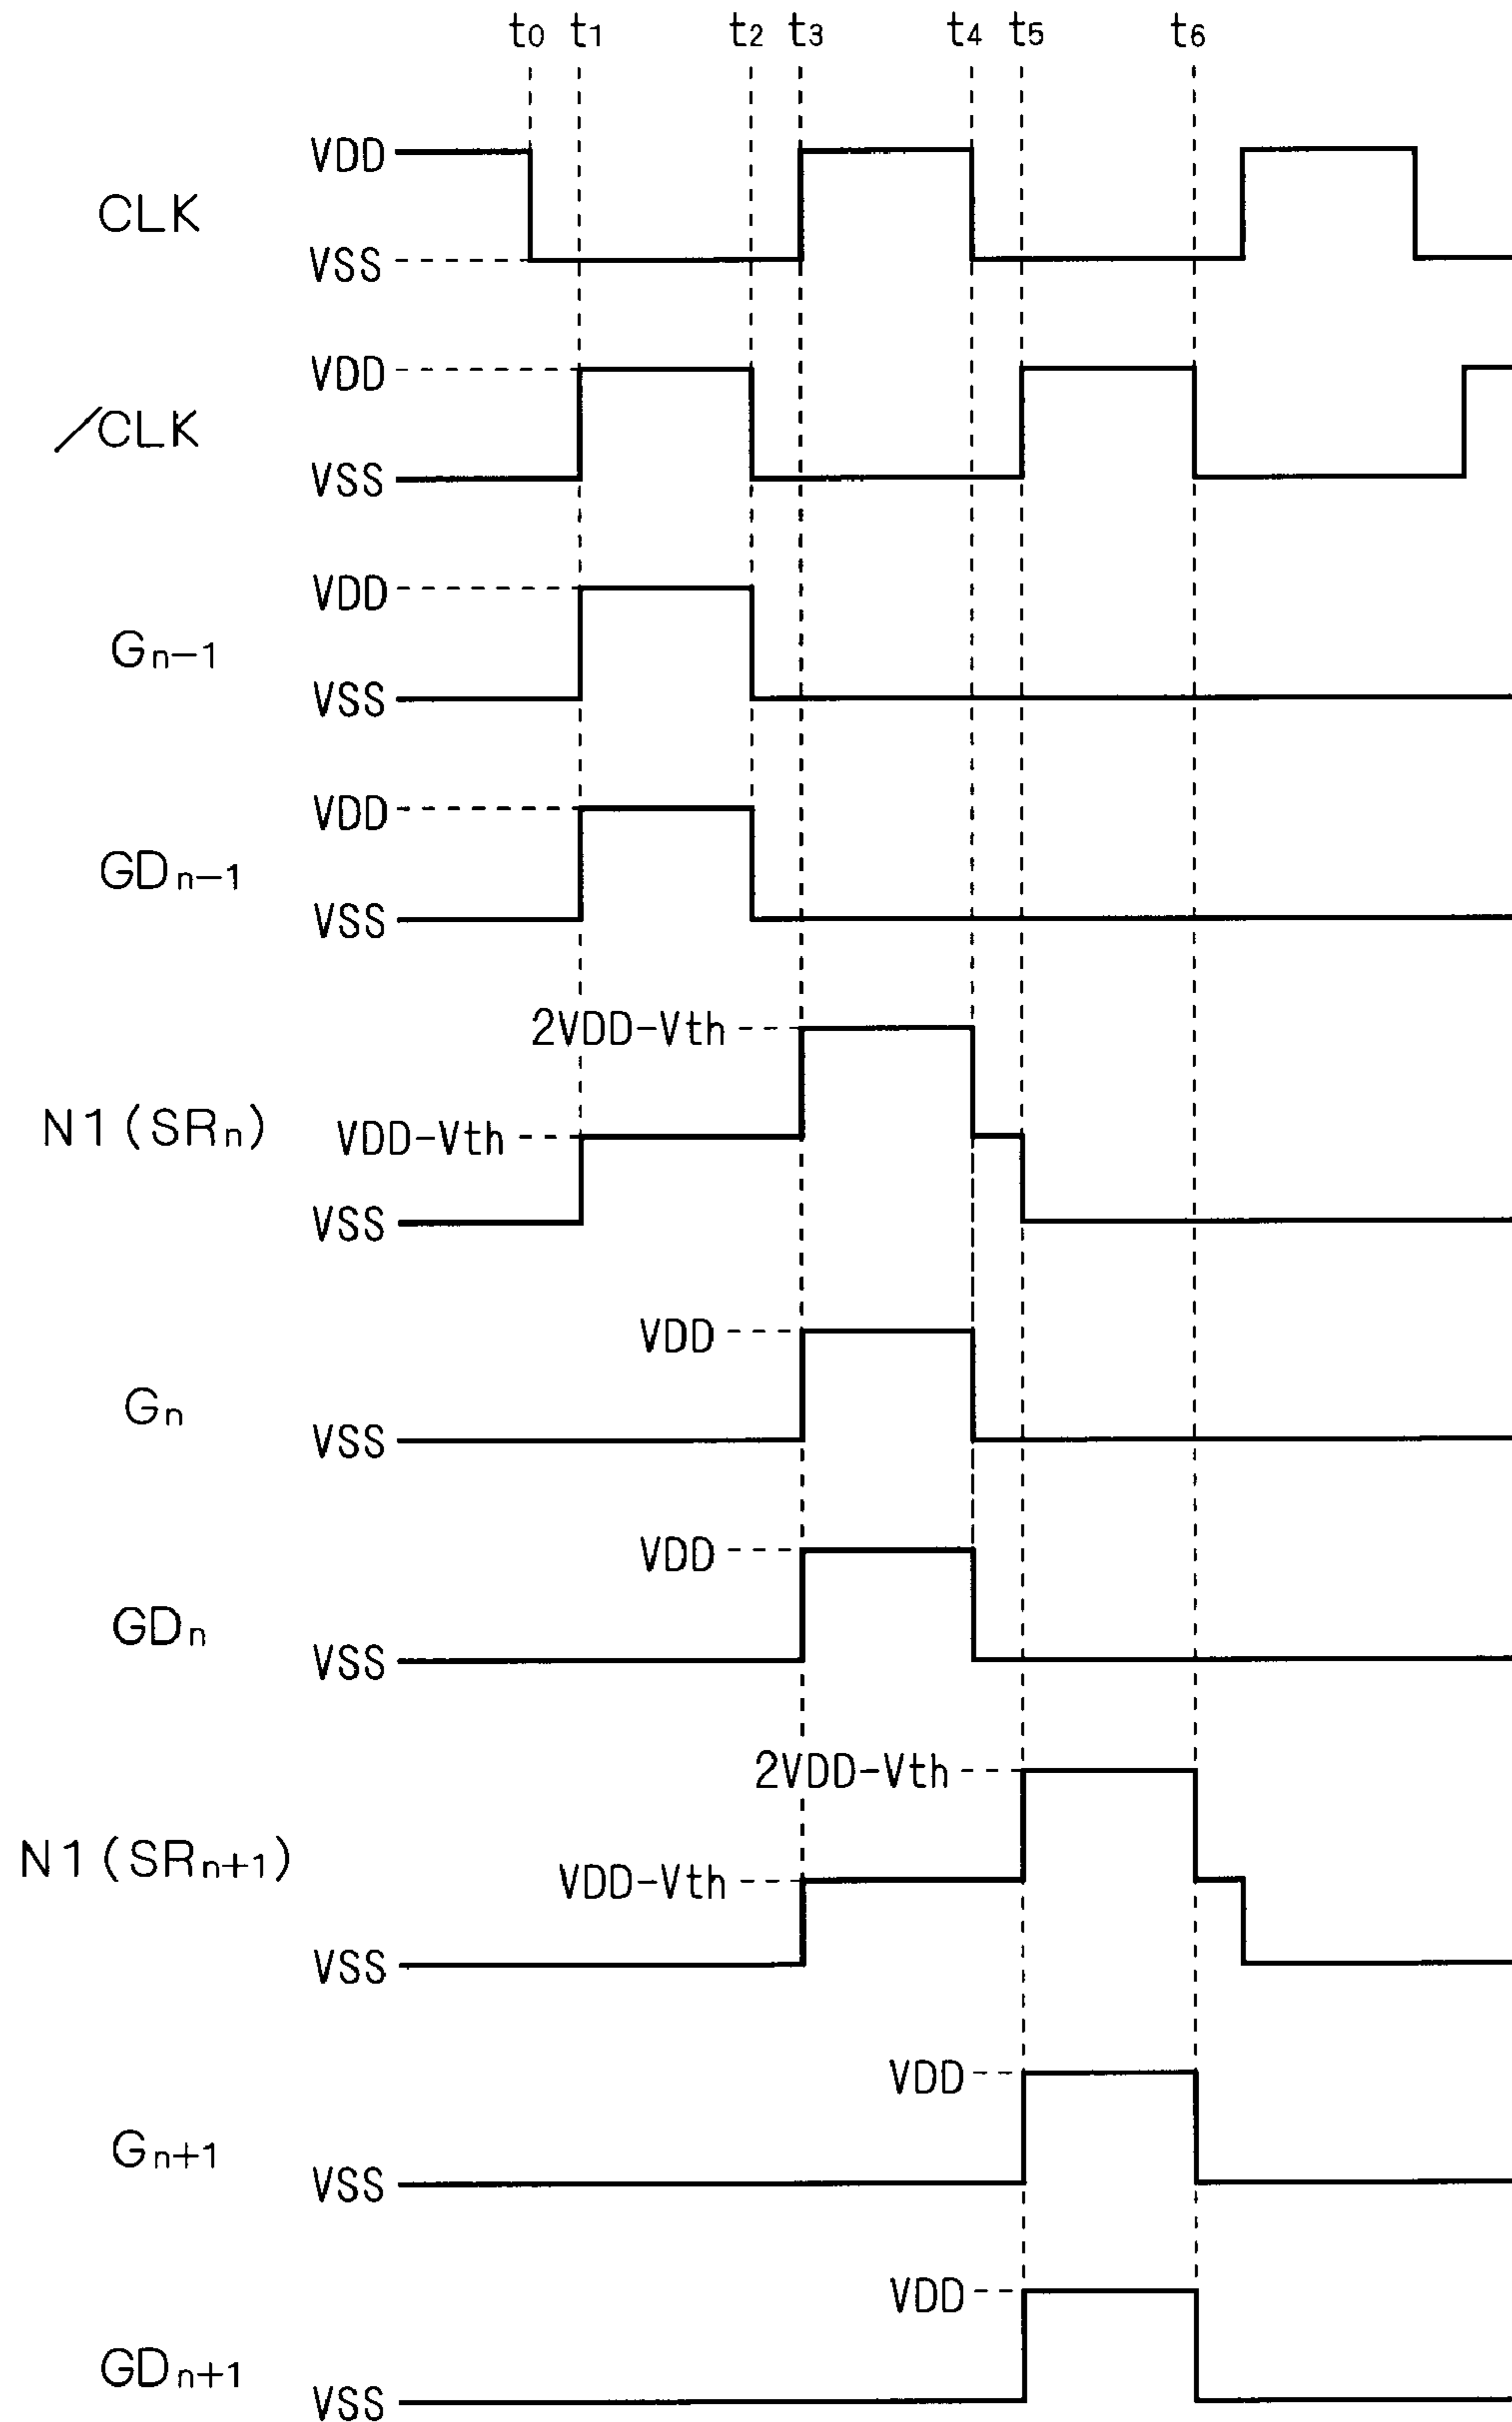 t0 t1 t2 t3 t4 t5 t6
VDD
CLK
VSS
VDD
/CLK
VSS
VDD
Gn-1
VSS
VDD
GDn-1
VSS
2VDD-Vth
N1(SRn)
VDD-Vth
VSS
VDD
Gn
VSS
VDD
GDn
VSS
2VDD-Vth
N1(SRn+1)
VDD-Vth
VSS
VDD
Gn+1
VSS
VDD
GDn+1
VSS